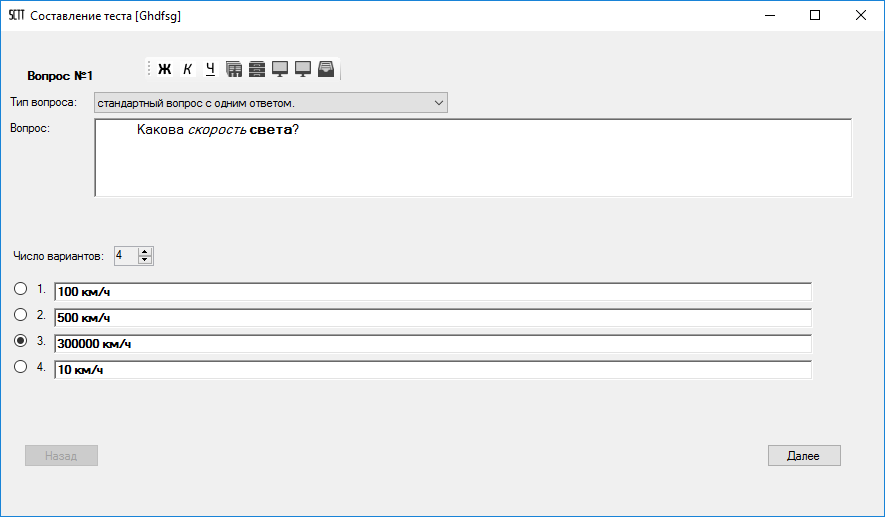 SCTT Составление теста [Ghdfsg]
Вопрос №1 Ж К Ч
Тип вопроса: стандартный вопрос с одним ответом.
Вопрос: Какова скорость света?
Число вариантов: 4
1. 100 км/ч
2. 500 км/ч
3. 300000 км/ч
4. 10 км/ч
Назад Далее